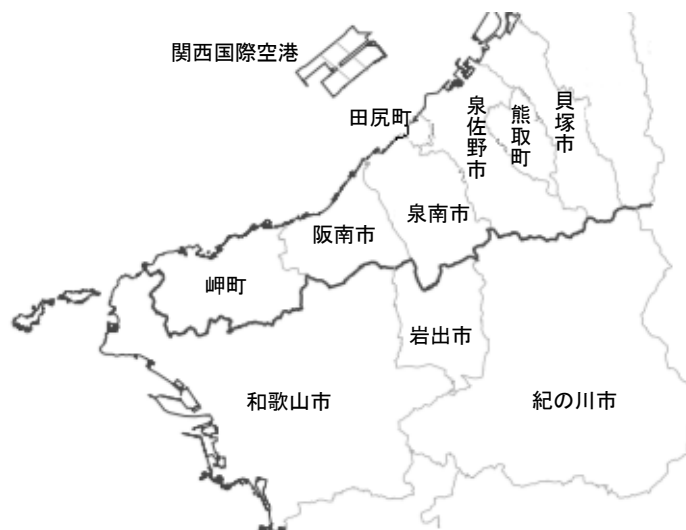 関西国際空港
田尻町
泉佐野市
熊取町
貝塚市
阪南市
泉南市
岬町
岩出市
和歌山市
紀の川市